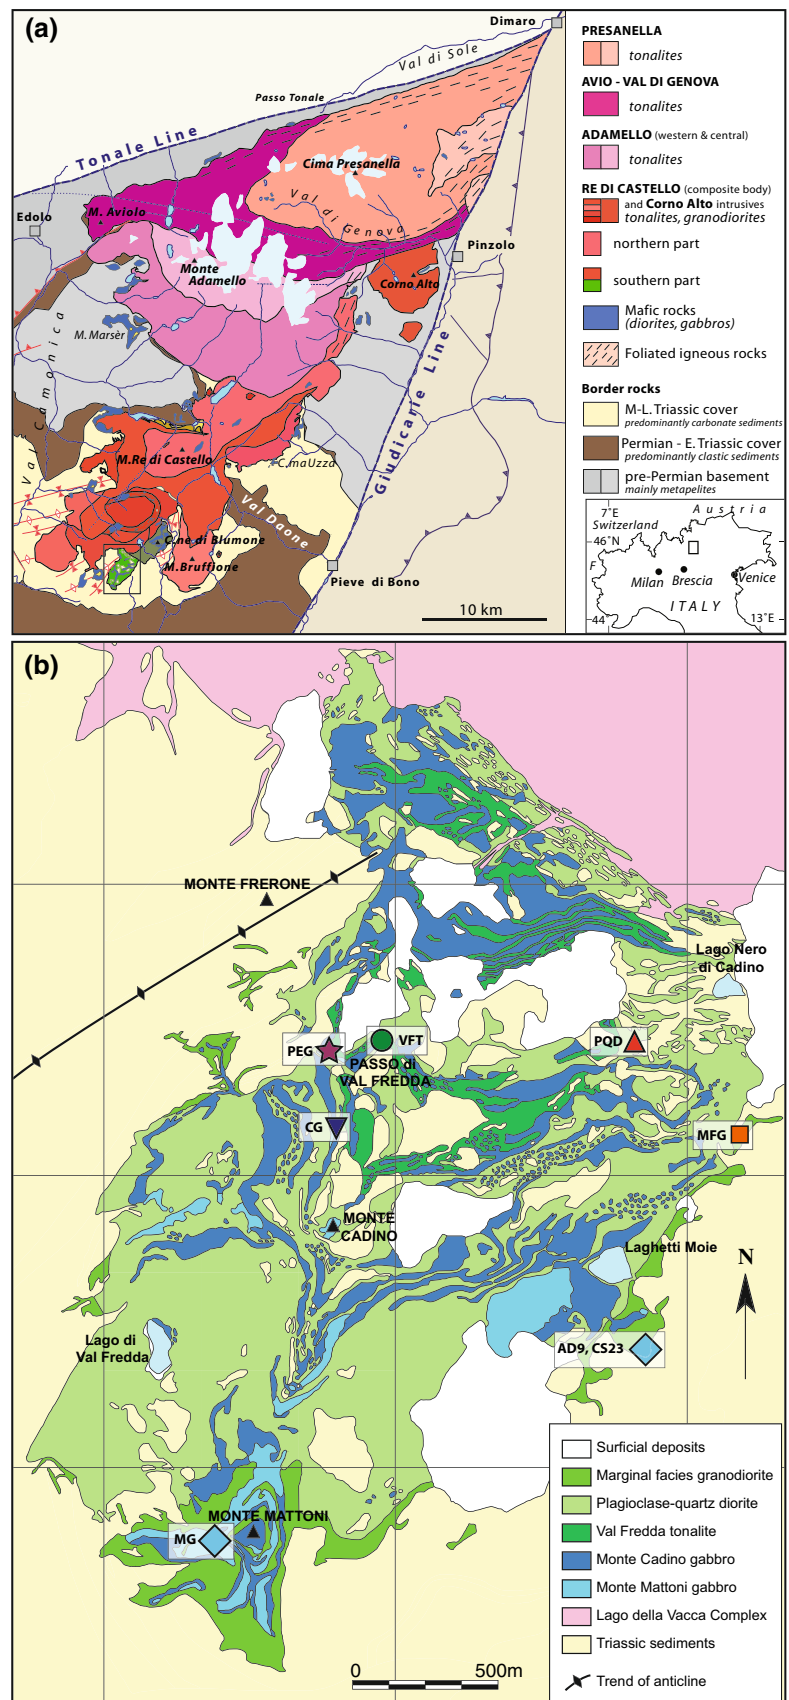 (a)
Dimaro
Val di Sole
Passo Tonale
Tonale Line
Cima Presanella
Val di Genova
M. Aviolo
Edolo
Pinzolo
Monte
Adamello
Corno Alto
M. Marsèr
Val Camonica
Giudicarie Line
M.Re di Castello
C.maUzza
Val Daone
C.ne di Blumone
M.Bruffione
Pieve di Bono
10 km
PRESANELLA
tonalites
AVIO - VAL DI GENOVA
tonalites
ADAMELLO (western & central)
tonalites
RE DI CASTELLO (composite body)
and Corno Alto intrusives
tonalites, granodiorites
northern part
southern part
Mafic rocks
(diorites, gabbros)
Foliated igneous rocks
Border rocks
M-L. Triassic cover
predominantly carbonate sediments
Permian - E. Triassic cover
predominantly clastic sediments
pre-Permian basement
mainly metapelites
7°E
Austria
Switzerland
46°N
F
Milan
Brescia
Venice
ITALY
44°
13°E
(b)
MONTE FRERONE
Lago Nero
di Cadino
PEG
VFT
PQD
PASSO di
VAL FREDDA
CG
MFG
MONTE
CADINO
Laghetti Moie
N
Lago di
Val Fredda
AD9, CS23
MONTE MATTONI
MG
0 500m
Surficial deposits
Marginal facies granodiorite
Plagioclase-quartz diorite
Val Fredda tonalite
Monte Cadino gabbro
Monte Mattoni gabbro
Lago della Vacca Complex
Triassic sediments
Trend of anticline